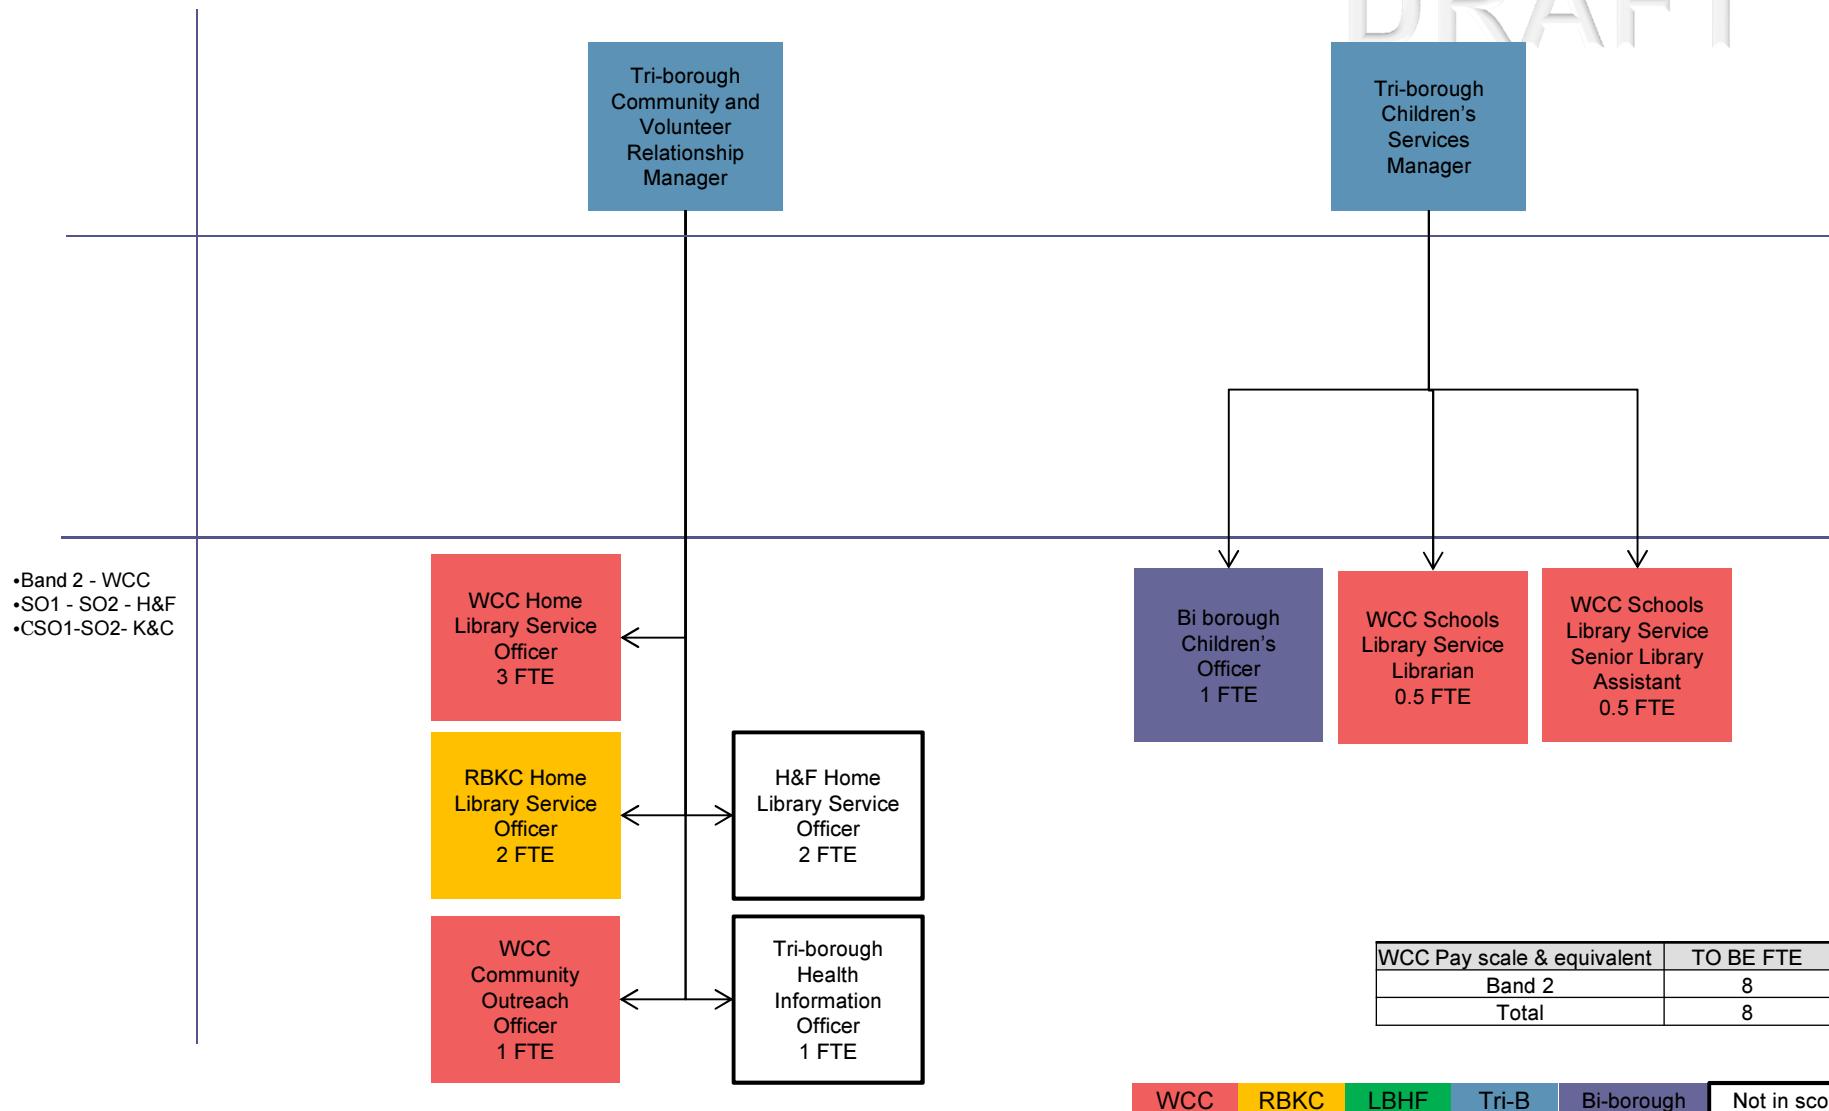 DRAFT
Tri-borough
Community and
Volunteer
Relationship
Manager
Tri-borough
Children's
Services
Manager
•Band 2 - WCC
•SO1 - SO2 - H&F
•CSO1-SO2- K&C
WCC Home
Library Service
Officer
3 FTE
Bi borough
Children's
Officer
1 FTE
WCC Schools
Library Service
Librarian
0.5 FTE
WCC Schools
Library Service
Senior Library
Assistant
0.5 FTE
RBKC Home
Library Service
Officer
2 FTE
H&F Home
Library Service
Officer
2 FTE
WCC
Community
Outreach
Officer
1 FTE
Tri-borough
Health
Information
Officer
1 FTE
WCC Pay scale & equivalent TO BE FTE
Band 2 8
Total 8
WCC RBKC LBHF Tri-B Bi-borough Not in sco